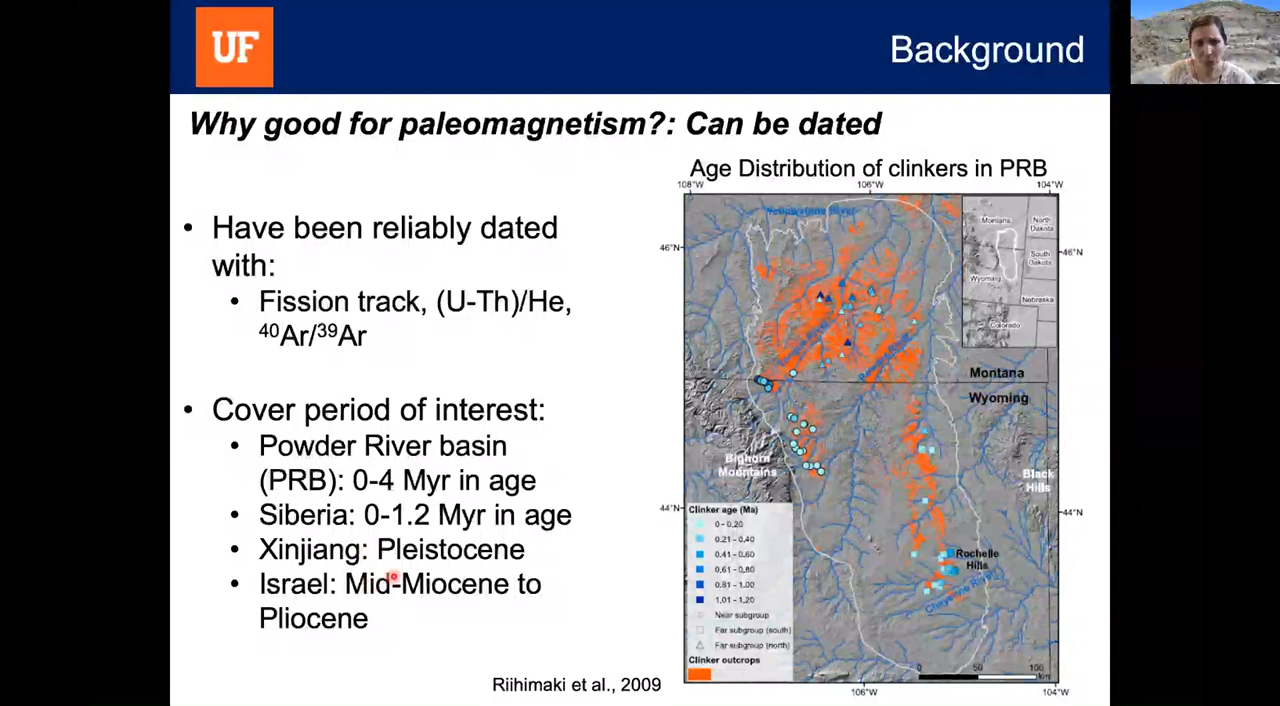 UF
Background
Why good for paleomagnetism?: Can be dated
• Have been reliably dated
with:
• Fission track, (U-Th)/He,
⁴⁰Ar/³⁹Ar
• Cover period of interest:
• Powder River basin
(PRB): 0-4 Myr in age
• Siberia: 0-1.2 Myr in age
• Xinjiang: Pleistocene
• Israel: Mid-Miocene to
Pliocene
Riihimaki et al., 2009
Age Distribution of clinkers in PRB
108°W 106°W 104°W
Yellowstone River
Montana
North
Dakota
South
Dakota
Wyoming
Nebraska
Colorado
46°N 46°N
Montana
Wyoming
Bighorn
Mountains
Black
Hills
44°N 44°N
Rochelle
Hills
Cheyenne River
Clinker age (Ma)
0 - 0.20
0.21 - 0.40
0.41 - 0.60
0.61 - 0.80
0.81 - 1.00
1.01 - 1.20
Near subgroup
Far subgroup (south)
Far subgroup (north)
Clinker outcrops
0 50 100
km
106°W 104°W